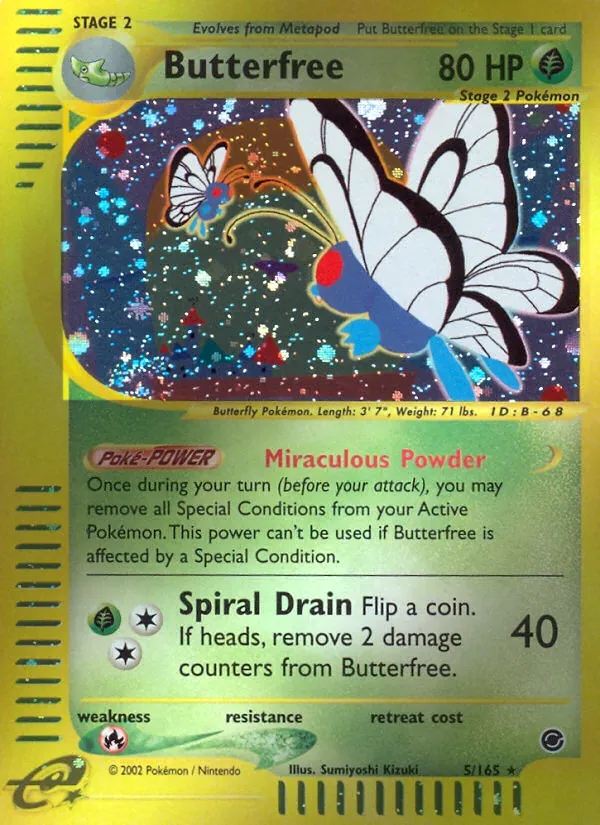 STAGE 2
Evolves from Metapod Put Butterfree on the Stage 1 card
Butterfree 80 HP
Stage 2 Pokémon
Butterfly Pokémon. Length: 3' 7", Weight: 71 lbs. ID:B-68
Poké-POWER Miraculous Powder
Once during your turn (before your attack), you may
remove all Special Conditions from your Active
Pokémon. This power can't be used if Butterfree is
affected by a Special Condition.
Spiral Drain Flip a coin.
If heads, remove 2 damage
counters from Butterfree.
40
weakness resistance retreat cost
© 2002 Pokémon / Nintendo Illus. Sumiyoshi Kizuki 5/165 ★
e